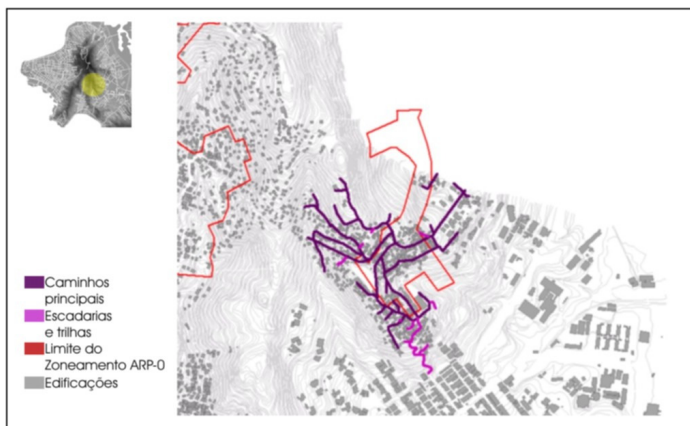 Caminhos
principais
Escadarias
e trilhas
Limite do
Zoneamento ARP-0
Edificações